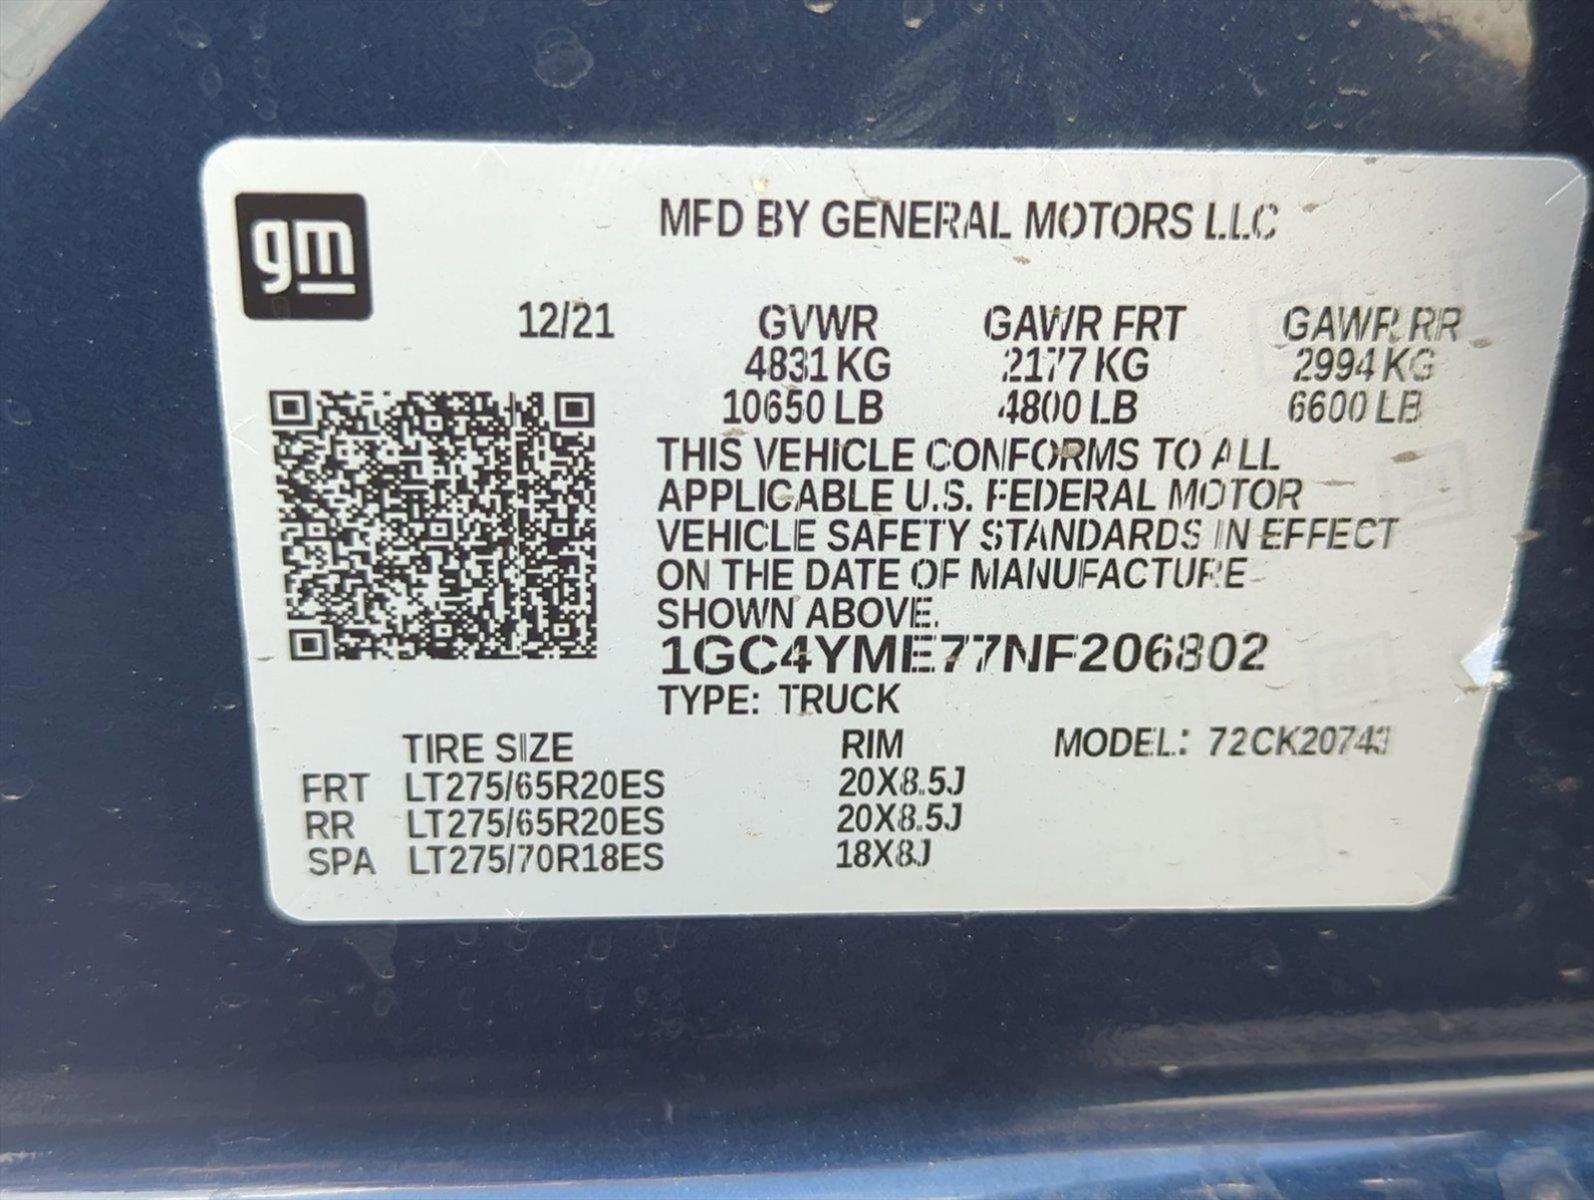 gm
MFD BY GENERAL MOTORS LLC
12/21 GVWR GAWR FRT GAWR RR
4831 KG 2177 KG 2994 KG
10650 LB 4800 LB 6600 LB
THIS VEHICLE CONFORMS TO ALL
APPLICABLE U.S. FEDERAL MOTOR
VEHICLE SAFETY STANDARDS IN EFFECT
ON THE DATE OF MANUFACTURE
SHOWN ABOVE.
1GC4YME77NF206802
TYPE: TRUCK
TIRE SIZE RIM MODEL: 72CK20743
FRT LT275/65R20ES 20X8.5J
RR LT275/65R20ES 20X8.5J
SPA LT275/70R18ES 18X8J